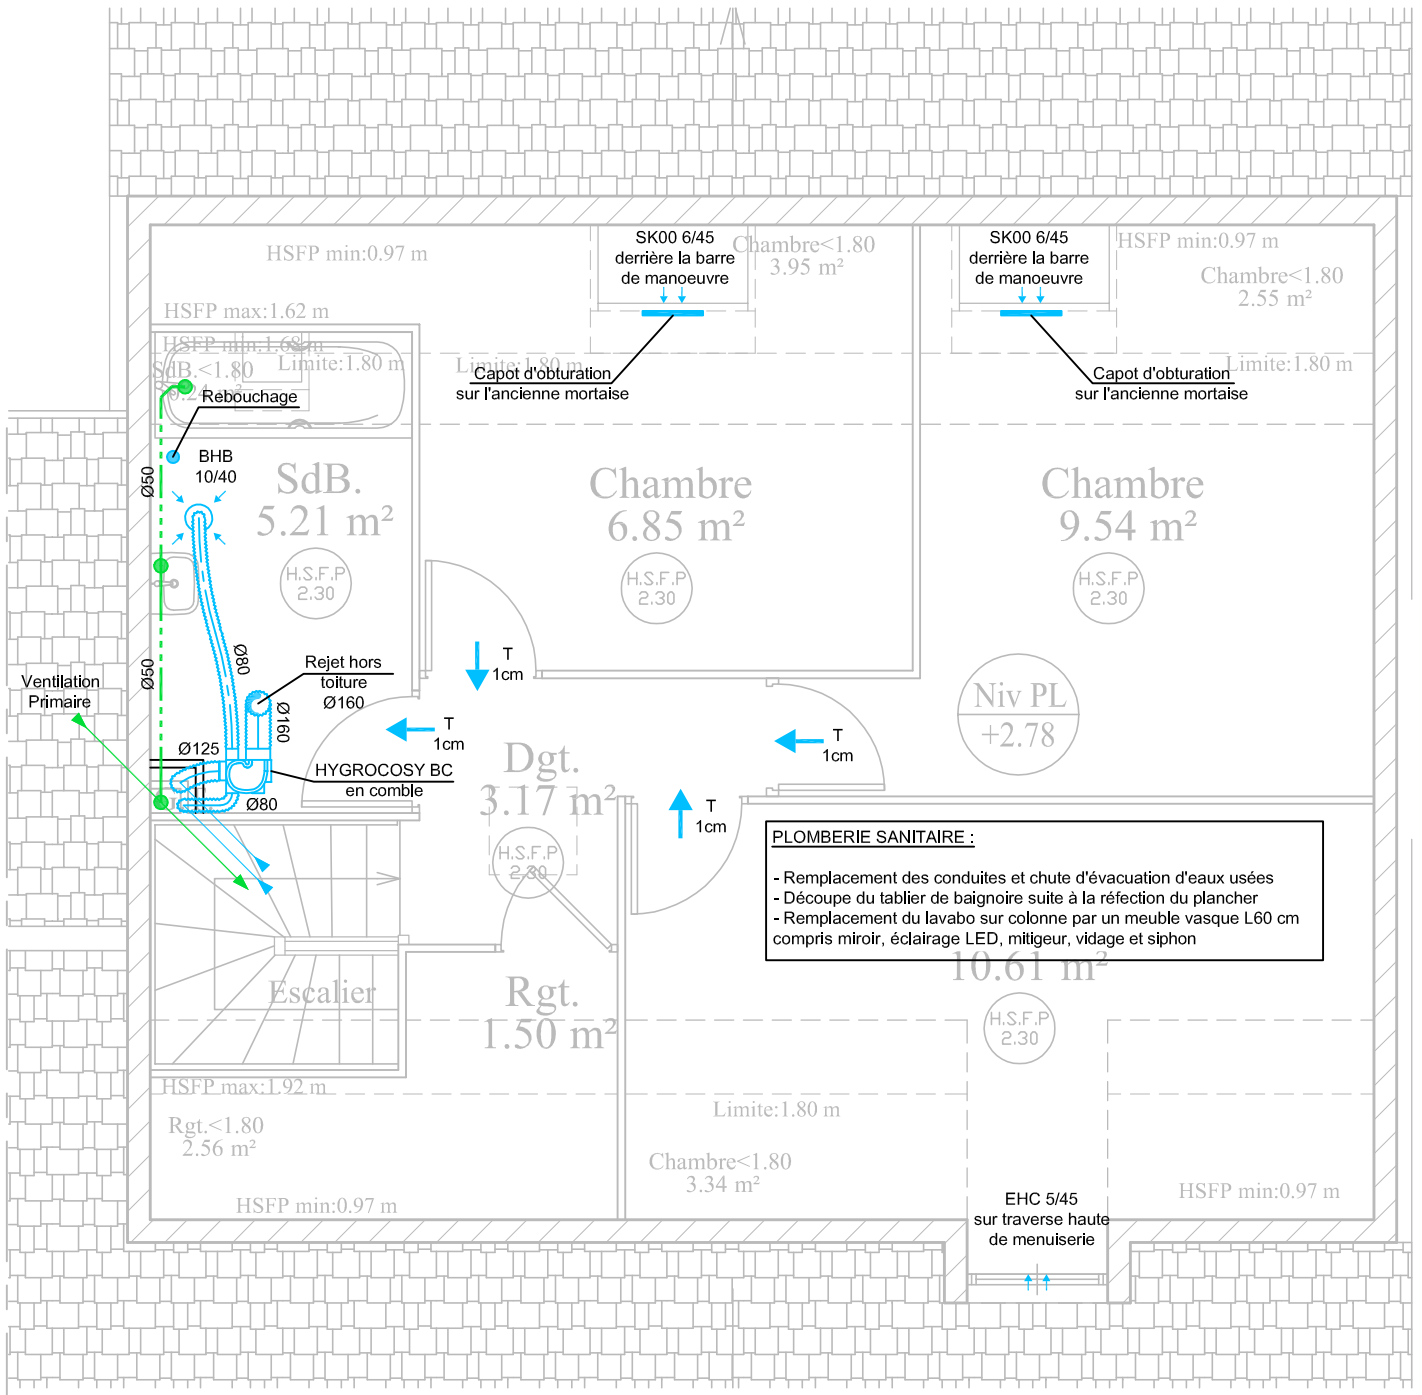 SK00 6/45
derrière la barre
de manoeuvre
SK00 6/45
derrière la barre
de manoeuvre
HSFP min:0.97 m
Chambre<1.80
3.95 m²
HSFP min:0.97 m
Chambre<1.80
2.55 m²
HSFP max:1.62 m
HSFP min:1.68 m
SdB.<1.80
0.24 m²
Limite:1.80 m
Limite:1.80 m
Limite:1.80 m
Capot d'obturation
sur l'ancienne mortaise
Capot d'obturation
sur l'ancienne mortaise
Rebouchage
BHB
10/40
Ø50
SdB.
5.21 m²
H.S.F.P
2.30
Chambre
6.85 m²
H.S.F.P
2.30
Chambre
9.54 m²
H.S.F.P
2.30
Ø50
Ø80
Ventilation
Primaire
Rejet hors
toiture
Ø160
Ø160
T
1cm
T
1cm
T
1cm
T
1cm
Niv PL
+2.78
Ø125
HYGROCOSY BC
en comble
Ø80
Dgt.
3.17 m²
H.S.F.P
2.30
PLOMBERIE SANITAIRE :
- Remplacement des conduites et chute d'évacuation d'eaux usées
- Découpe du tablier de baignoire suite à la réfection du plancher
- Remplacement du lavabo sur colonne par un meuble vasque L60 cm
compris miroir, éclairage LED, mitigeur, vidage et siphon
10.61 m²
H.S.F.P
2.30
Escalier
Rgt.
1.50 m²
HSFP max:1.92 m
Rgt.<1.80
2.56 m²
Limite:1.80 m
Chambre<1.80
3.34 m²
HSFP min:0.97 m
HSFP min:0.97 m
EHC 5/45
sur traverse haute
de menuiserie